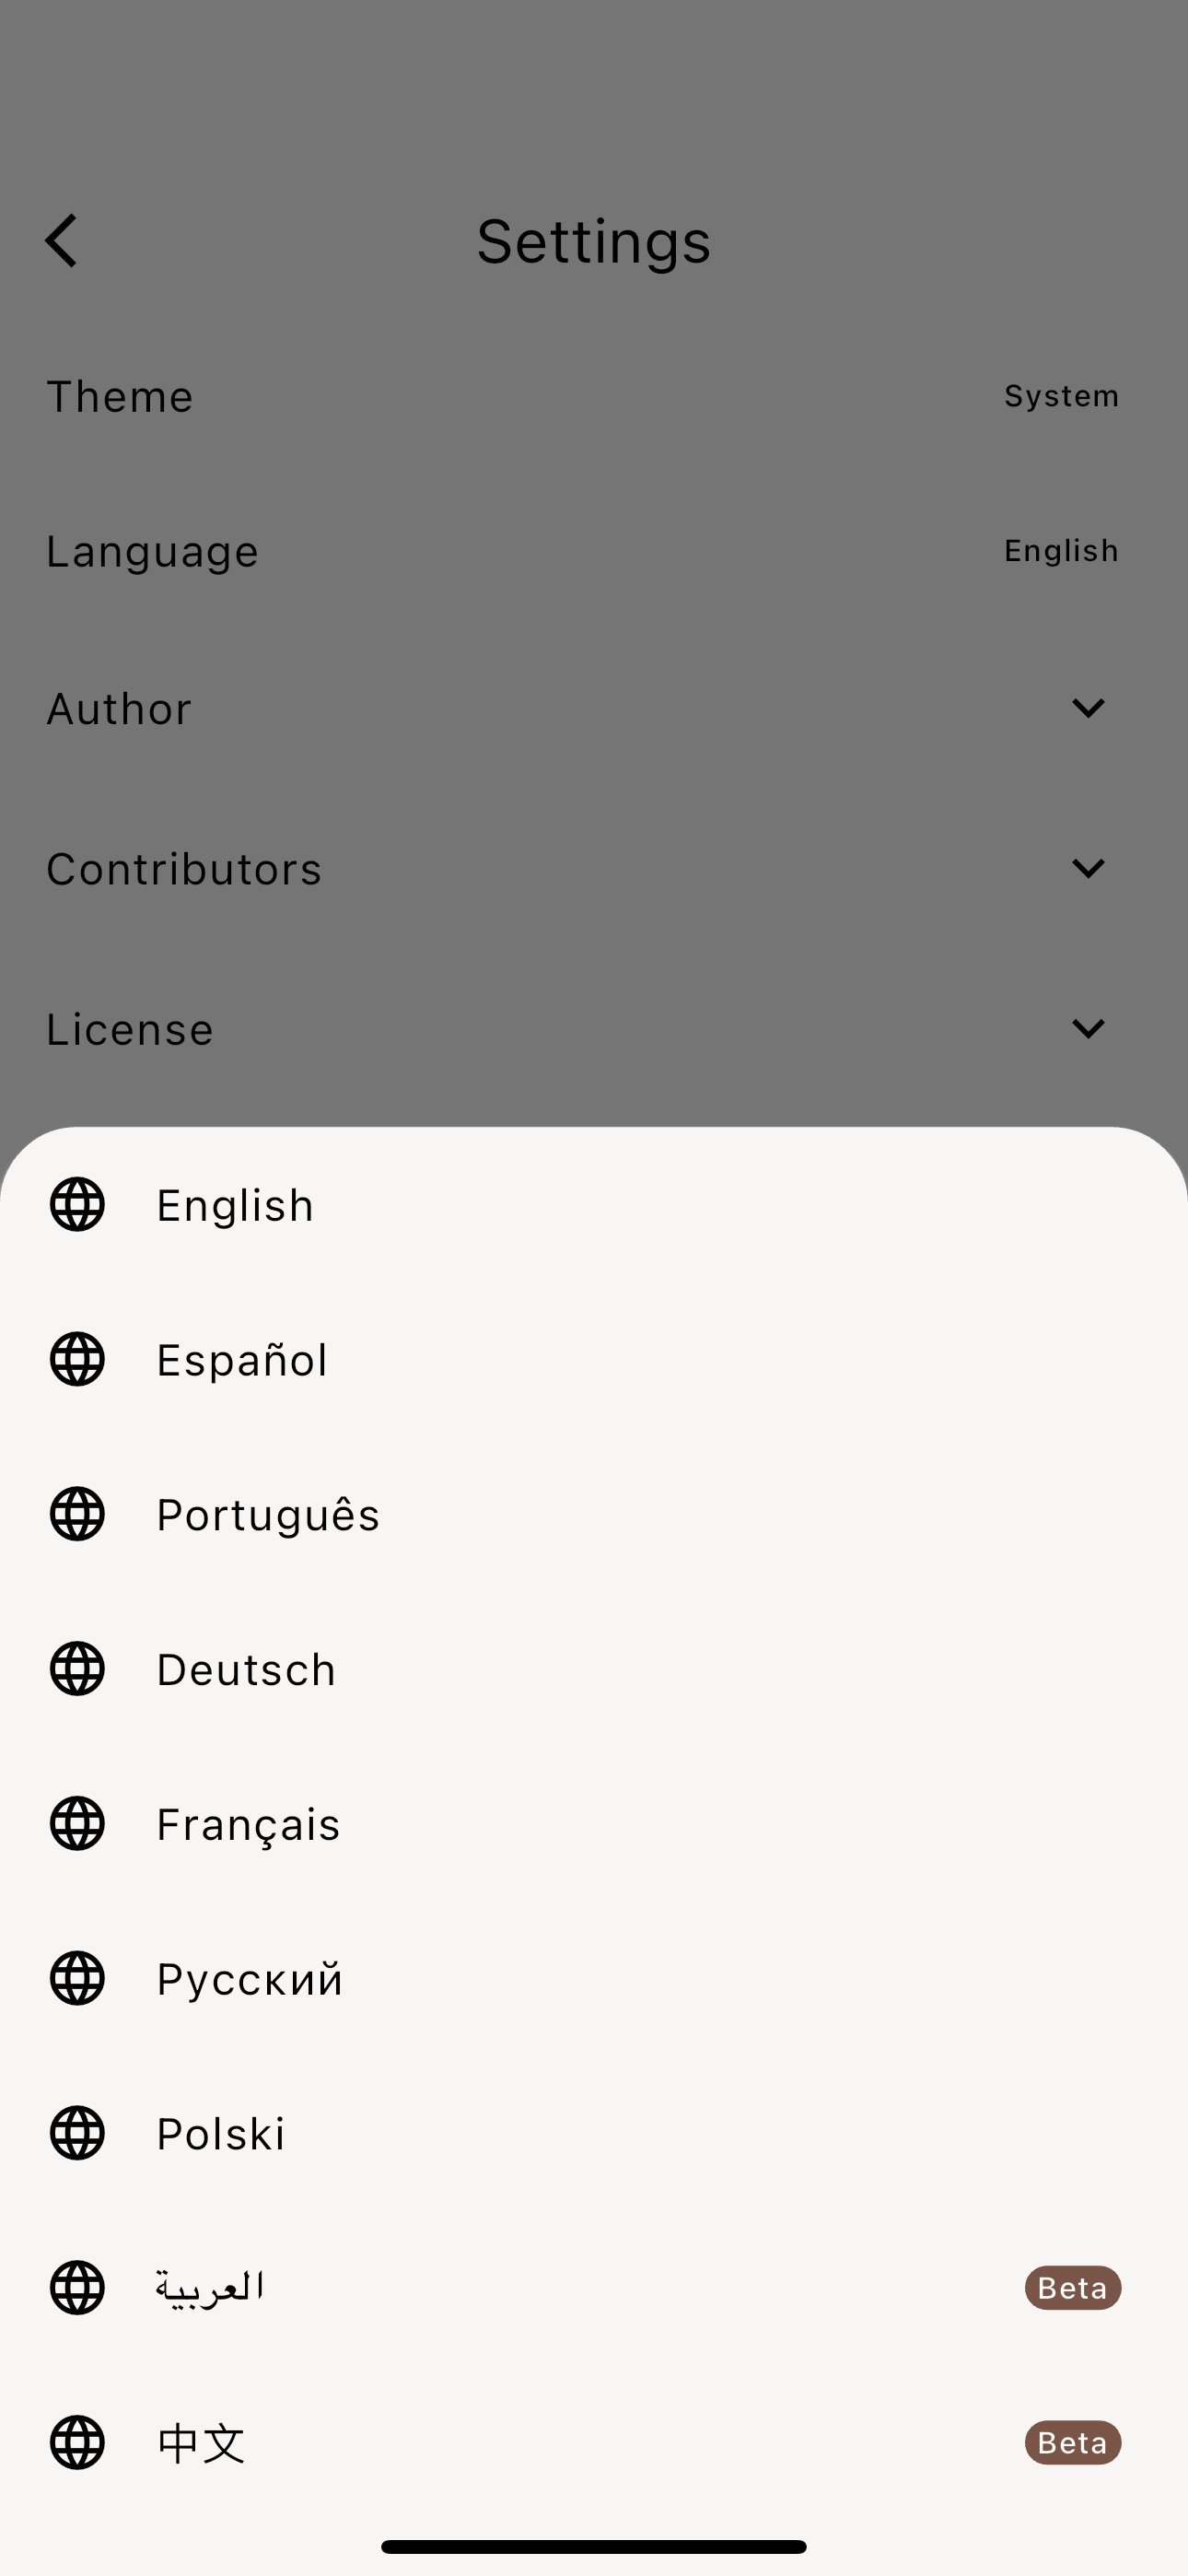 Settings
Theme System
Language English
Author
Contributors
License
English
Español
Português
Deutsch
Français
Русский
Polski
العربية Beta
中文 Beta